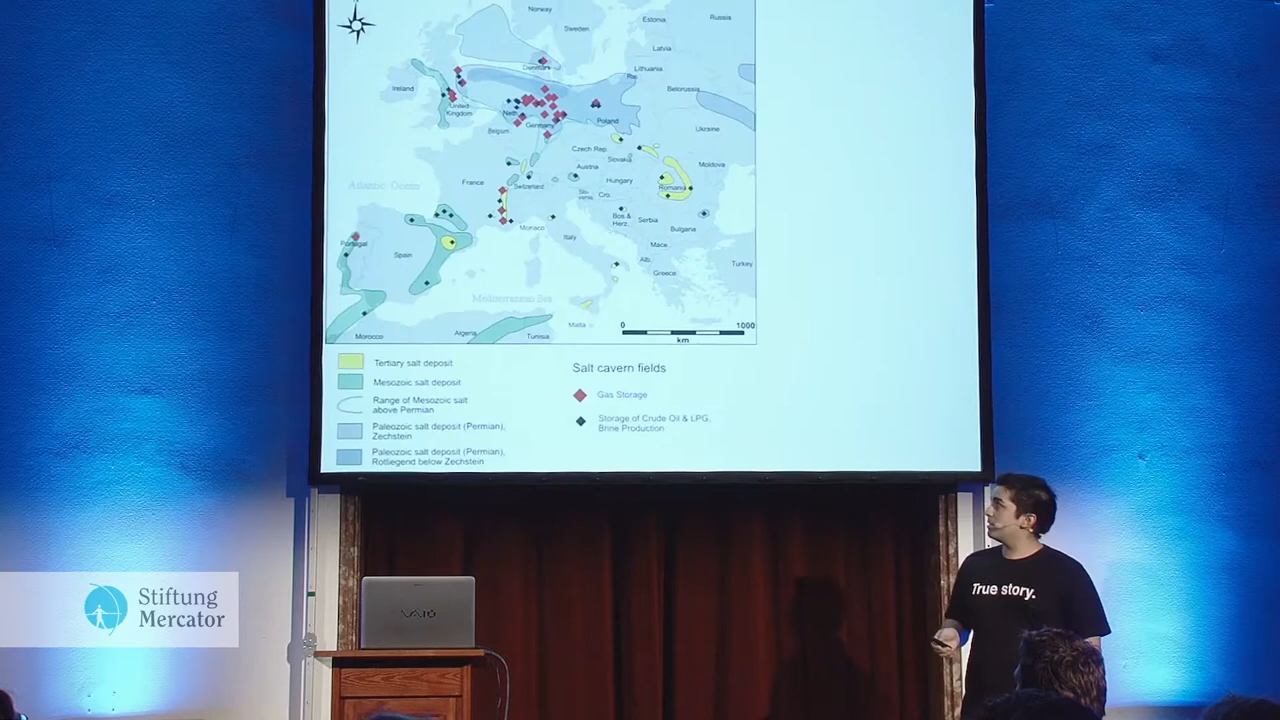 Norway
Sweden
Estonia
Russia
Latvia
Denmark
Lithuania
Rus.
Ireland
Belorussia
United
Kingdom
Neth.
Poland
Belgium
Germany
Ukraine
Czech Rep.
Slovakia
Moldova
Austria
France
Switzerland
Hungary
Romania
Atlantic Ocean
Slo-
venia
Cro.
Bos.&
Herz.
Serbia
Monaco
Bulgaria
Italy
Portugal
Mace.
Spain
Alb.
Turkey
Greece
Mediterranean Sea
Malta
0
1000
km
Morocco
Algeria
Tunisia
Tertiary salt deposit
Mesozoic salt deposit
Range of Mesozoic salt
above Permian
Paleozoic salt deposit (Permian),
Zechstein
Paleozoic salt deposit (Permian),
Rotliegend below Zechstein
Salt cavern fields
Gas Storage
Storage of Crude Oil & LPG,
Brine Production
True story.
VAIO
Stiftung
Mercator